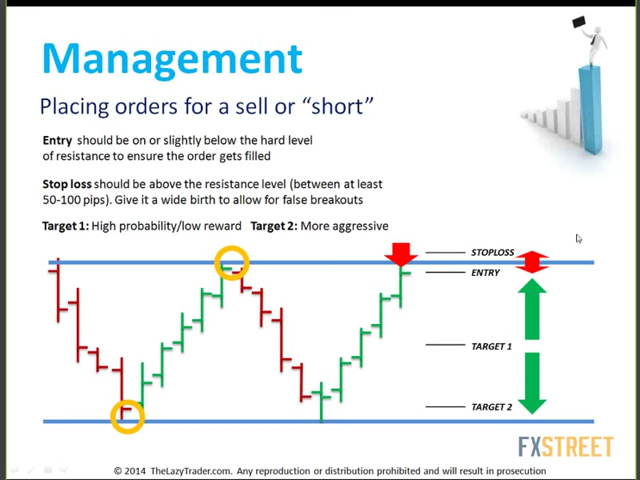 Management
Placing orders for a sell or “short”
Entry should be on or slightly below the hard level
of resistance to ensure the order gets filled
Stop loss should be above the resistance level (between at least
50-100 pips). Give it a wide birth to allow for false breakouts
Target 1: High probability/low reward Target 2: More aggressive
STOPLOSS
ENTRY
TARGET 1
TARGET 2
FXSTREET
© 2014 TheLazyTrader.com. Any reproduction or distribution prohibited and will result in prosecution